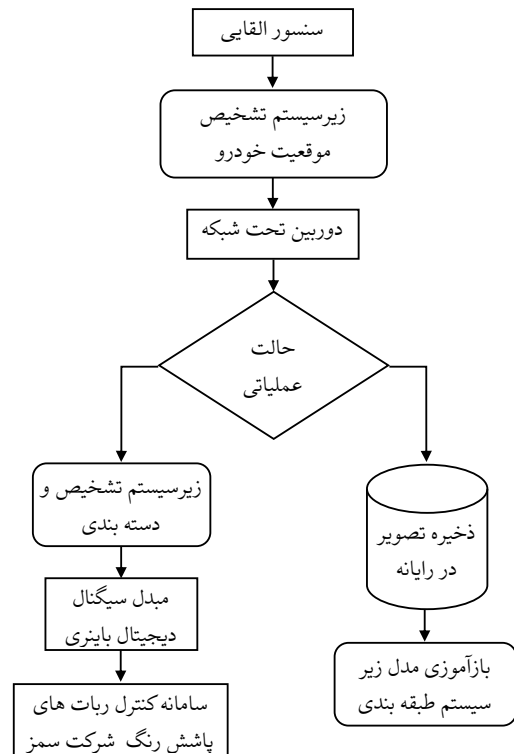 سنسور القایی
زیرسیستم تشخیص
موقعیت خودرو
دوربین تحت شبکه
حالت
عملیاتی
زیرسیستم تشخیص و
دسته بندی
مبدل سیگنال
دیجیتال باینری
سامانه کنترل ربات های
پاشش رنگ شرکت سمز
ذخیره تصویر
در رایانه
بازآموزی مدل زیر
سیستم طبقه بندی